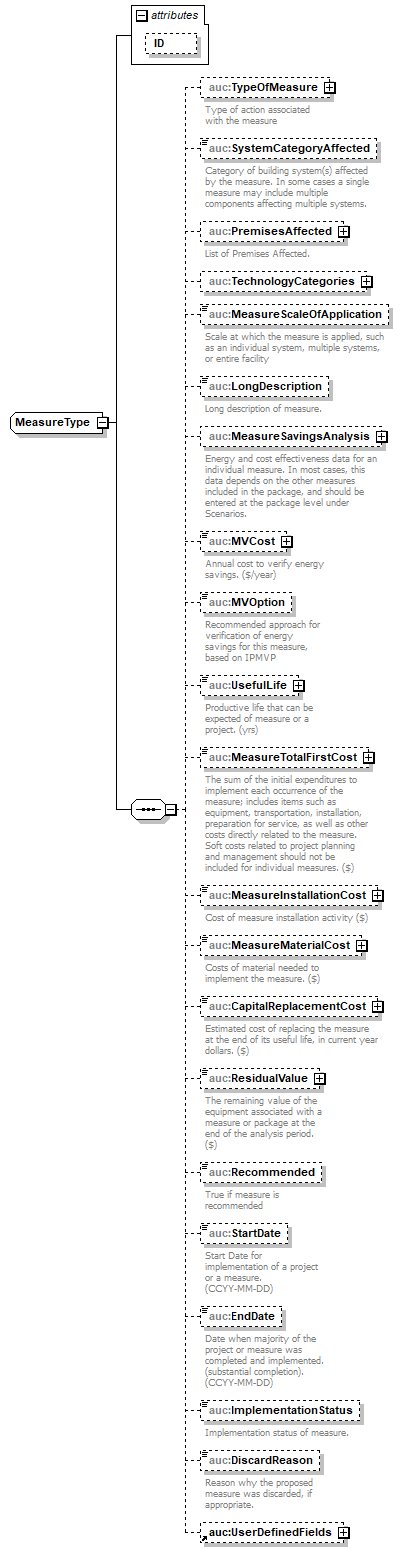 attributes
ID
auc:TypeOfMeasure
Type of action associated
with the measure
auc:SystemCategoryAffected
Category of building system(s) affected
by the measure. In some cases a single
measure may include multiple
components affecting multiple systems.
auc:PremisesAffected
List of Premises Affected.
auc:TechnologyCategories
auc:MeasureScaleOfApplication
Scale at which the measure is applied, such
as an individual system, multiple systems,
or entire facility
auc:LongDescription
Long description of measure.
MeasureType
auc:MeasureSavingsAnalysis
Energy and cost effectiveness data for an
individual measure. In most cases, this
data depends on the other measures
included in the package, and should be
entered at the package level under
Scenarios.
auc:MVCost
Annual cost to verify energy
savings. ($/year)
auc:MVOption
Recommended approach for
verification of energy
savings for this measure,
based on IPMVP
auc:UsefulLife
Productive life that can be
expected of measure or a
project. (yrs)
auc:MeasureTotalFirstCost
The sum of the initial expenditures to
implement each occurrence of the
measure; includes items such as
equipment, transportation, installation,
preparation for service, as well as other
costs directly related to the measure.
Soft costs related to project planning
and management should not be
included for individual measures. ($)
auc:MeasureInstallationCost
Cost of measure installation activity ($)
auc:MeasureMaterialCost
Costs of material needed to
implement the measure. ($)
auc:CapitalReplacementCost
Estimated cost of replacing the measure
at the end of its useful life, in current year
dollars. ($)
auc:ResidualValue
The remaining value of the
equipment associated with a
measure or package at the
end of the analysis period.
($)
auc:Recommended
True if measure is
recommended
auc:StartDate
Start Date for
implementation of a project
or a measure.
(CCYY-MM-DD)
auc:EndDate
Date when majority of the
project or measure was
completed and implemented.
(substantial completion).
(CCYY-MM-DD)
auc:ImplementationStatus
Implementation status of measure.
auc:DiscardReason
Reason why the proposed
measure was discarded, if
appropriate.
auc:UserDefinedFields